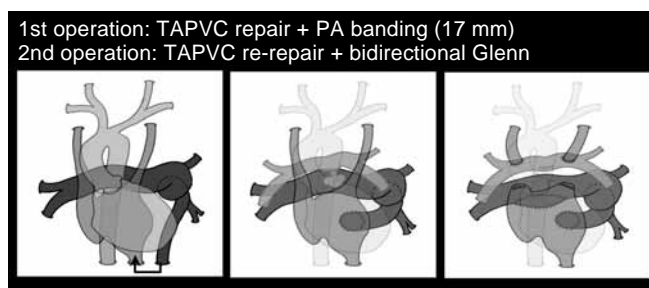 1st operation: TAPVC repair + PA banding (17 mm)
2nd operation: TAPVC re-repair + bidirectional Glenn